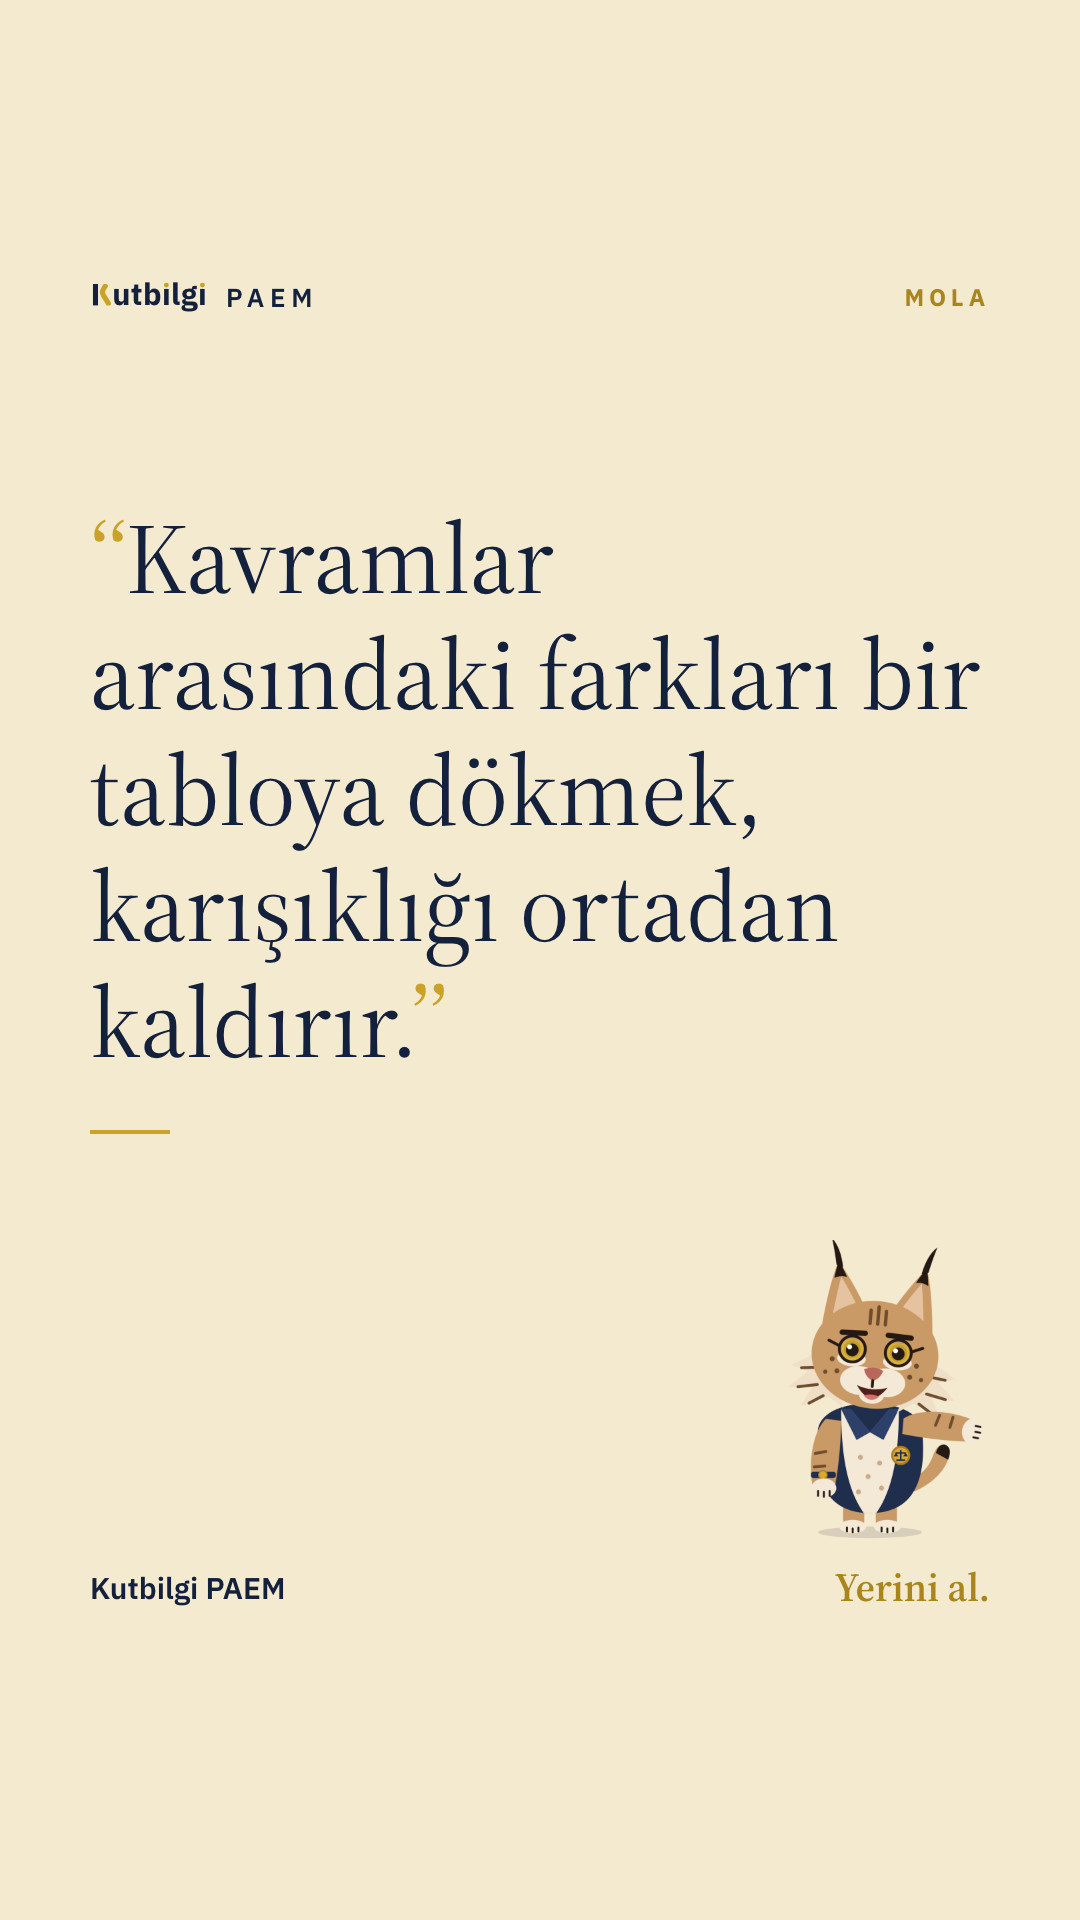 Kutbilgi PAEM
MOLA
“Kavramlar
arasındaki farkları bir
tabloya dökmek,
karışıklığı ortadan
kaldırır.”
Kutbilgi PAEM
Yerini al.